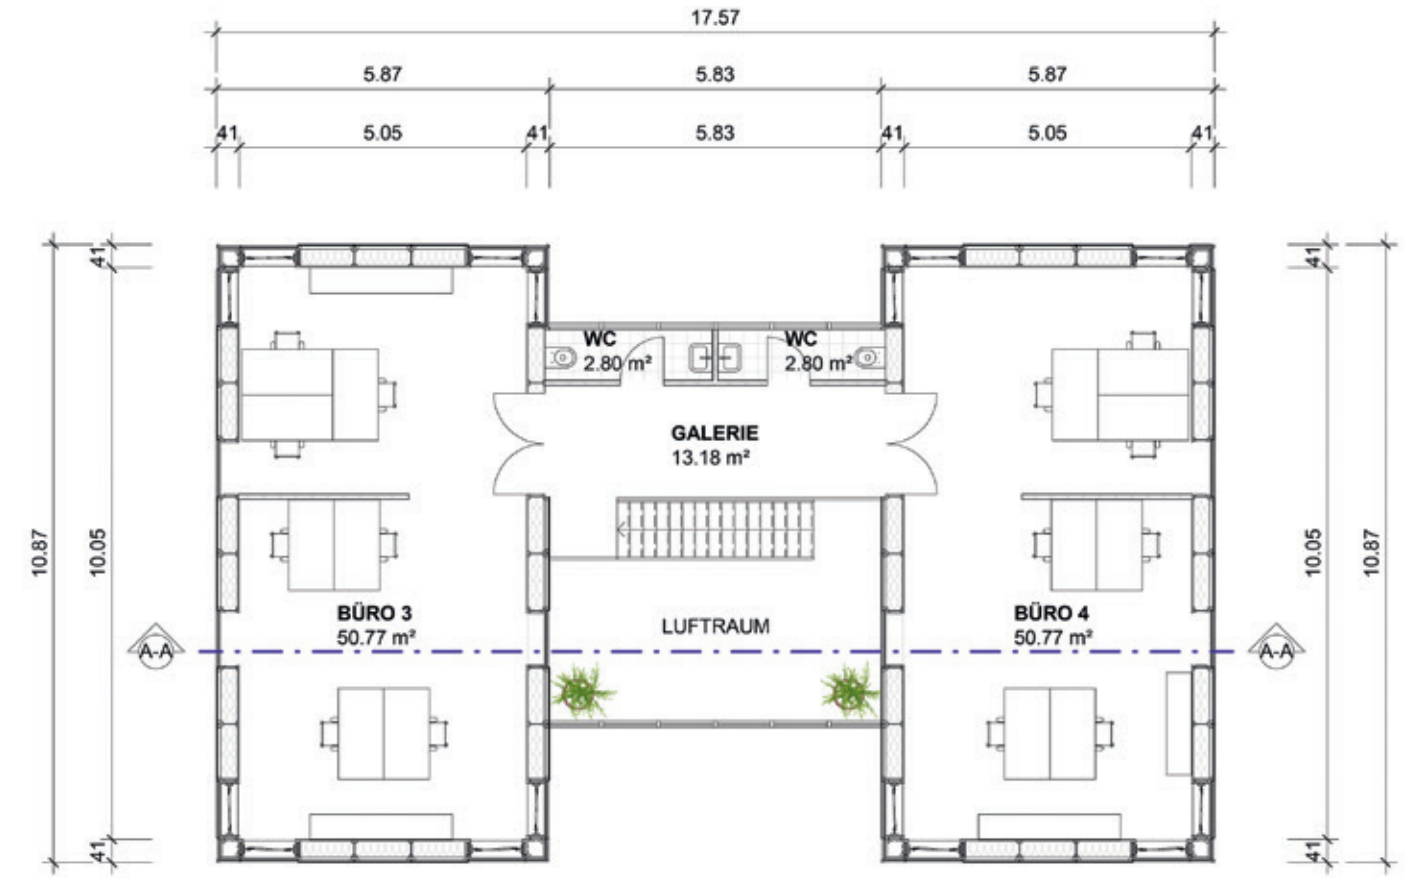 17.57
5.87 5.83 5.87
41 5.05 41 5.83 41 5.05 41
41 41
WC WC
2.80 m² 2.80 m²
GALERIE
13.18 m²
10.87 10.05 10.05 10.87
BÜRO 3 BÜRO 4
50.77 m² 50.77 m²
LUFTRAUM
A-A A-A
41 41